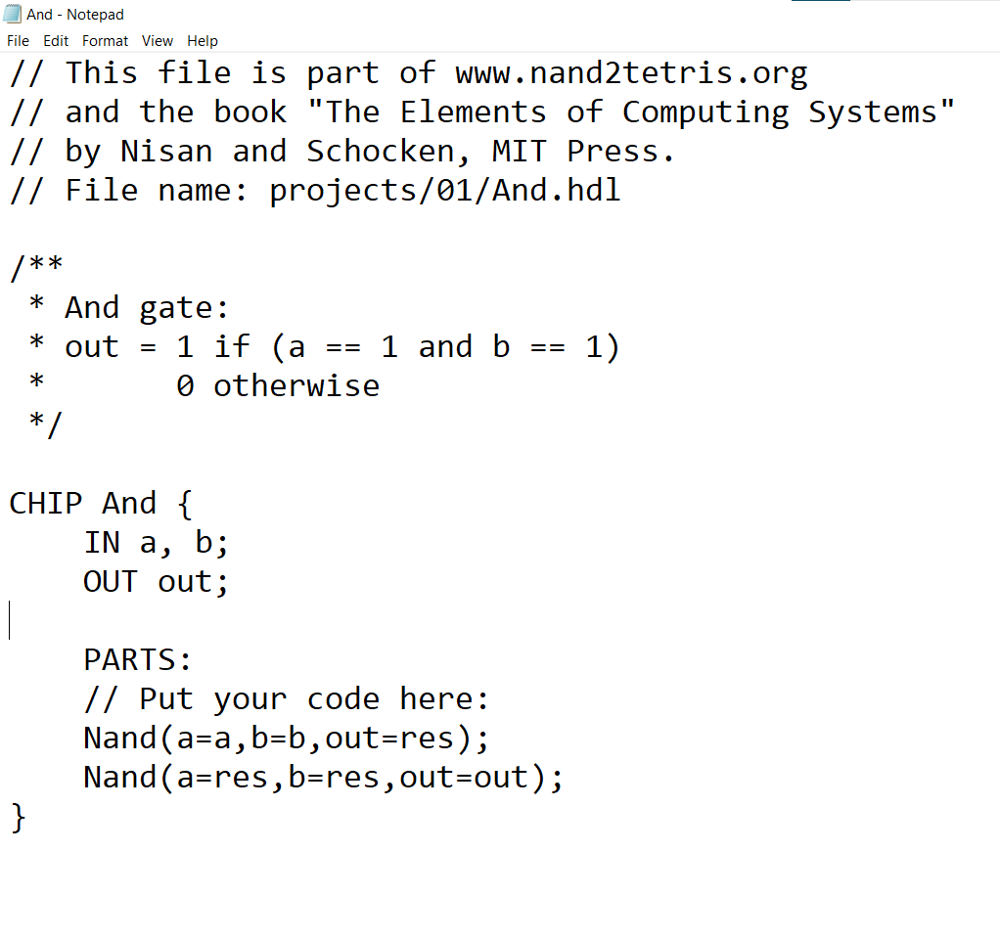 And - Notepad
File Edit Format View Help
// This file is part of www.nand2tetris.org
// and the book "The Elements of Computing Systems"
// by Nisan and Schocken, MIT Press.
// File name: projects/01/And.hdl

/**
 * And gate:
 * out = 1 if (a == 1 and b == 1)
 *       0 otherwise
 */

CHIP And {
    IN a, b;
    OUT out;

    PARTS:
    // Put your code here:
    Nand(a=a,b=b,out=res);
    Nand(a=res,b=res,out=out);
}